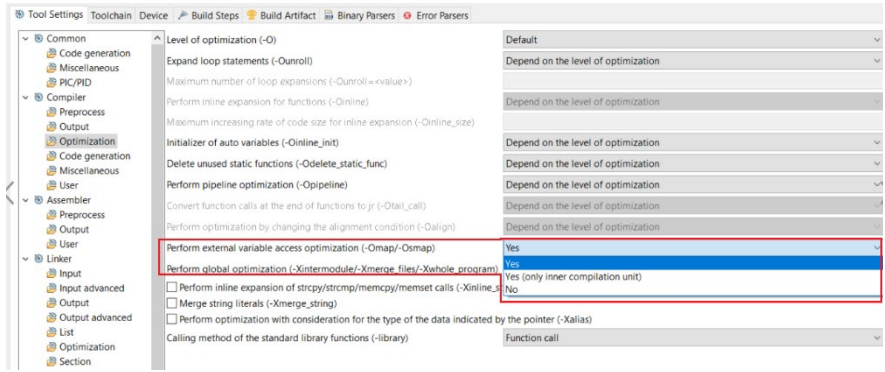 Tool Settings Toolchain Device Build Steps Build Artifact Binary Parsers Error Parsers
Common
Code generation
Miscellaneous
PIC/PID
Compiler
Preprocess
Output
Optimization
Code generation
Miscellaneous
User
Assembler
Preprocess
Output
User
Linker
Input
Input advanced
Output
Output advanced
List
Optimization
Section
Level of optimization (-O) Default
Expand loop statements (-Ounroll) Depend on the level of optimization
Maximum number of loop expansions (-Ounroll=<value>)
Perform inline expansion for functions (-Oinline) Depend on the level of optimization
Maximum increasing rate of code size for inline expansion (-Oinline_size)
Initializer of auto variables (-Oinline_init) Depend on the level of optimization
Delete unused static functions (-Odelete_static_func) Depend on the level of optimization
Perform pipeline optimization (-Opipeline) Depend on the level of optimization
Convert function calls at the end of functions to jr (-Otail_call) Depend on the level of optimization
Perform optimization by changing the alignment condition (-Oalign) Depend on the level of optimization
Perform external variable access optimization (-Omap/-Osmap) Yes
Yes
Yes (only inner compilation unit)
No
Perform global optimization (-Xintermodule/-Xmerge_files/-Xwhole_program)
Perform inline expansion of strcpy/strcmp/memcpy/memset calls (-Xinline_s
Merge string literals (-Xmerge_string)
Perform optimization with consideration for the type of the data indicated by the pointer (-Xalias)
Calling method of the standard library functions (-library) Function call